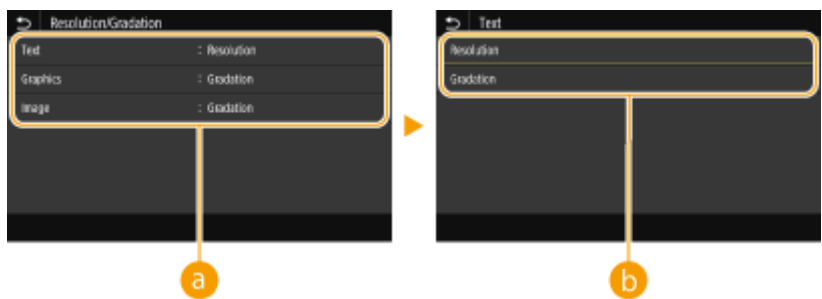 Resolution/Gradation
Text : Resolution
Graphics : Gradation
Image : Gradation
a
Text
Resolution
Gradation
b